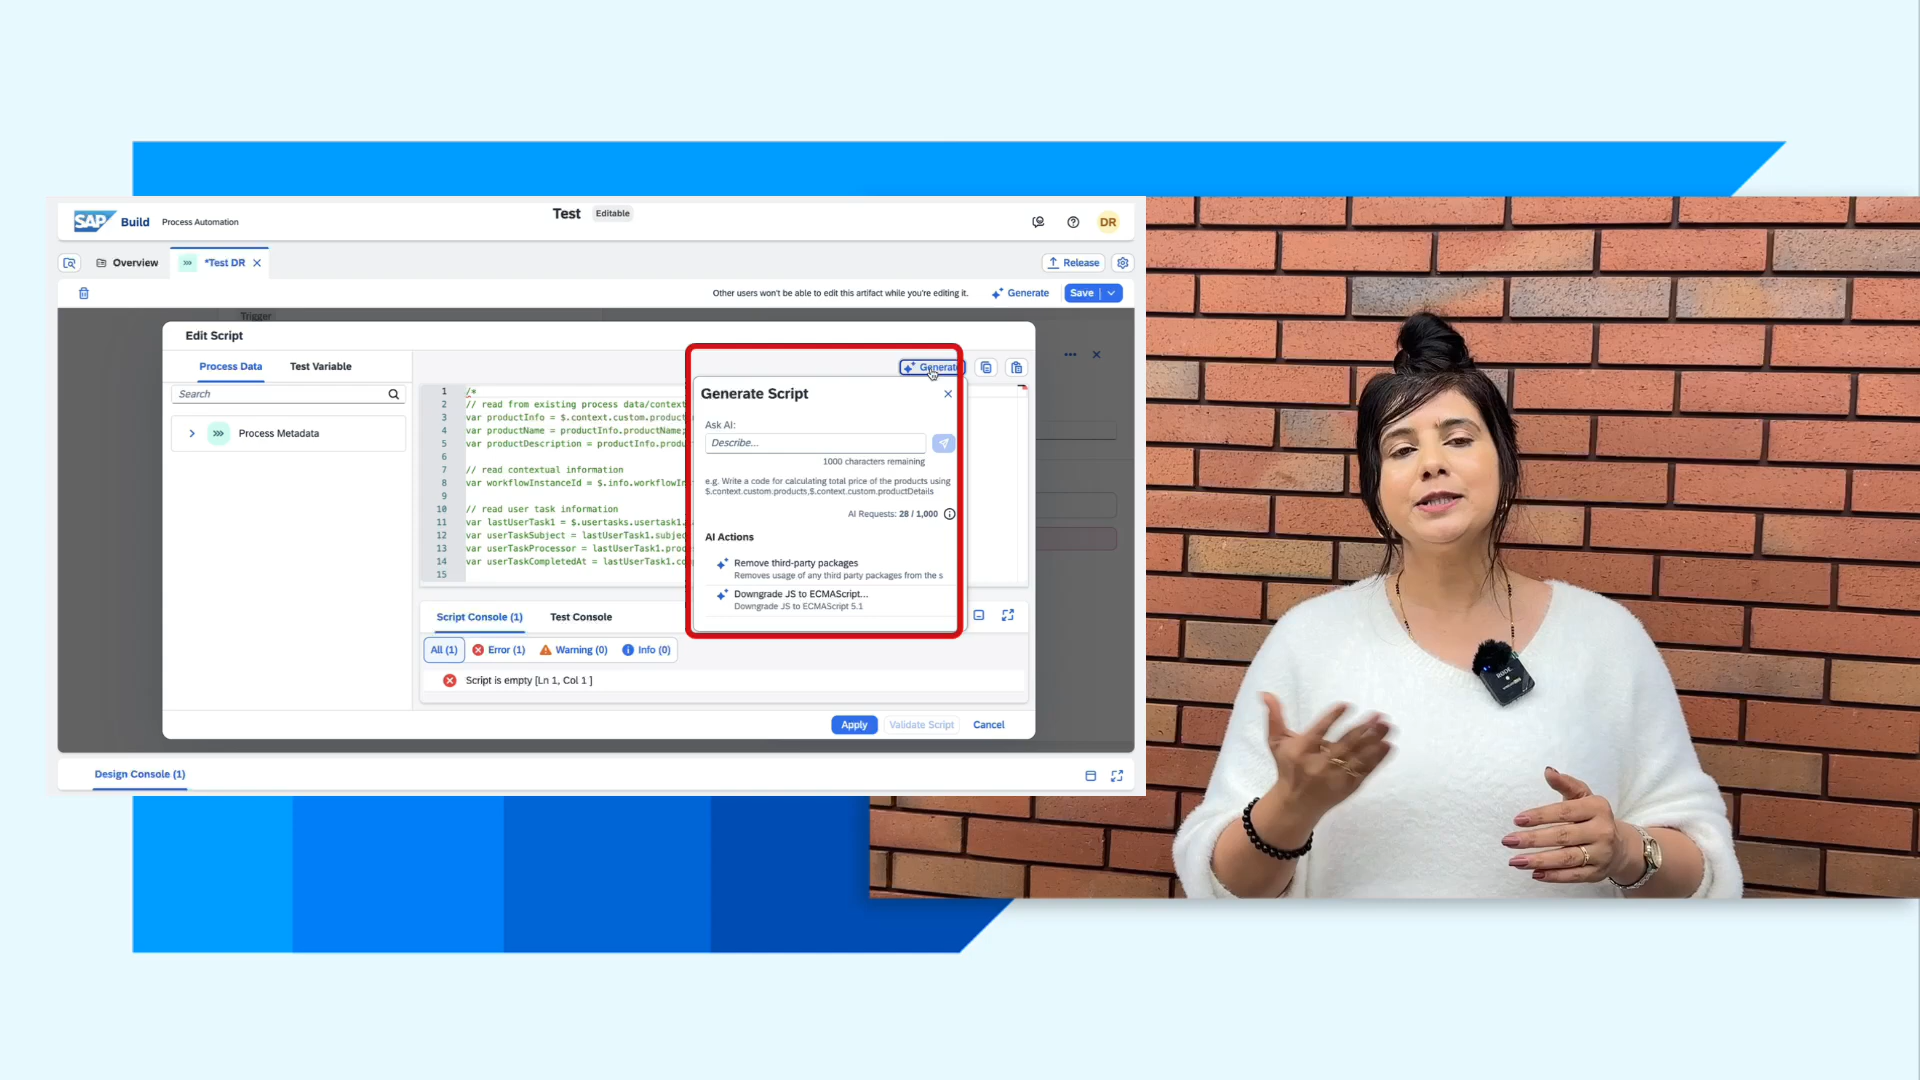 SAP Build Process Automation
Test Editable
DR
Overview
*Test DR
Release
Other users won't be able to edit this artifact while you're editing it.
Generate
Save
Trigger
Edit Script
Process Data
Test Variable
Search
Process Metadata
Generate
1 /*
2 // read from existing process data/context
3 var productInfo = $.context.custom.product
4 var productName = productInfo.productName;
5 var productDescription = productInfo.produ
6
7 // read contextual information
8 var workflowInstanceId = $.info.workflowIn
9
10 // read user task information
11 var lastUserTask1 = $.usertasks.usertask1.
12 var userTaskSubject = lastUserTask1.subjec
13 var userTaskProcessor = lastUserTask1.proc
14 var userTaskCompletedAt = lastUserTask1.co
15
Generate Script
Ask AI:
Describe...
1000 characters remaining
e.g. Write a code for calculating total price of the products using
$.context.custom.products,$.context.custom.productDetails
AI Requests: 28 / 1,000
AI Actions
Remove third-party packages
Removes usage of any third party packages from the s
Downgrade JS to ECMAScript...
Downgrade JS to ECMAScript 5.1
Script Console (1)
Test Console
All (1)
Error (1)
Warning (0)
Info (0)
Script is empty [Ln 1, Col 1 ]
Apply
Validate Script
Cancel
Design Console (1)
RODE